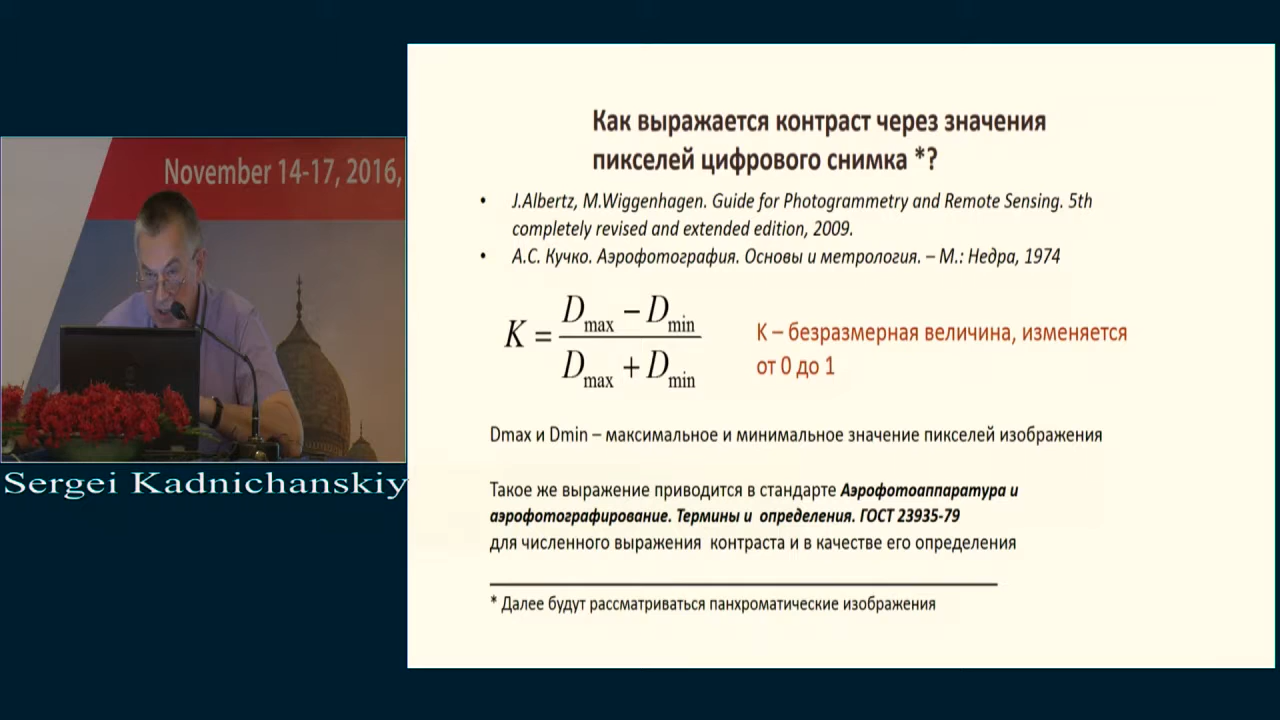 November 14-17, 2016,
Sergei Kadnichanskiy
Как выражается контраст через значения
пикселей цифрового снимка *?
• J.Albertz, M.Wiggenhagen. Guide for Photogrammetry and Remote Sensing. 5th
completely revised and extended edition, 2009.
• А.С. Кучко. Аэрофотография. Основы и метрология. – М.: Недра, 1974
K = (Dmax − Dmin) / (Dmax + Dmin)
K – безразмерная величина, изменяется
от 0 до 1
Dmax и Dmin – максимальное и минимальное значение пикселей изображения
Такое же выражение приводится в стандарте Аэрофотоаппаратура и
аэрофотографирование. Термины и определения. ГОСТ 23935-79
для численного выражения контраста и в качестве его определения
* Далее будут рассматриваться панхроматические изображения